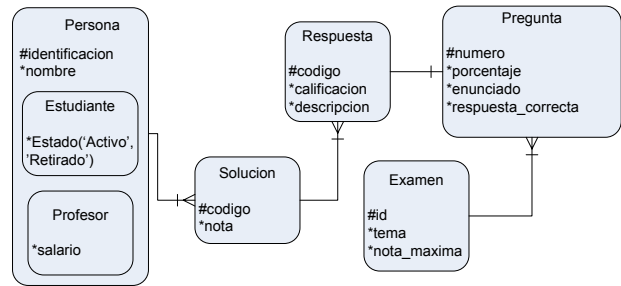 Persona
#identificacion
*nombre
Estudiante
*Estado(‘Activo’,
’Retirado’)
Profesor
*salario
Solucion
#codigo
*nota
Respuesta
#codigo
*calificacion
*descripcion
Pregunta
#numero
*porcentaje
*enunciado
*respuesta_correcta
Examen
#id
*tema
*nota_maxima